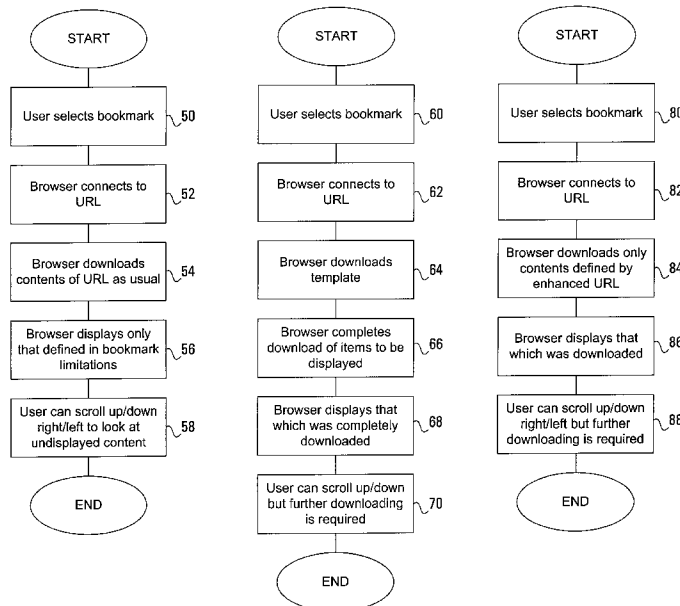 START
User selects bookmark
50
Browser connects to
URL
52
Browser downloads
contents of URL as usual
54
Browser displays only
that defined in bookmark
limitations
56
User can scroll up/down
right/left to look at
undisplayed content
58
END
START
User selects bookmark
60
Browser connects to
URL
62
Browser downloads
template
64
Browser completes
download of items to be
displayed
66
Browser displays that
which was completely
downloaded
68
User can scroll up/down
but further downloading
is required
70
END
START
User selects bookmark
80
Browser connects to
URL
82
Browser downloads only
contents defined by
enhanced URL
84
Browser displays that
which was downloaded
86
User can scroll up/down
right/left but further
downloading is required
88
END